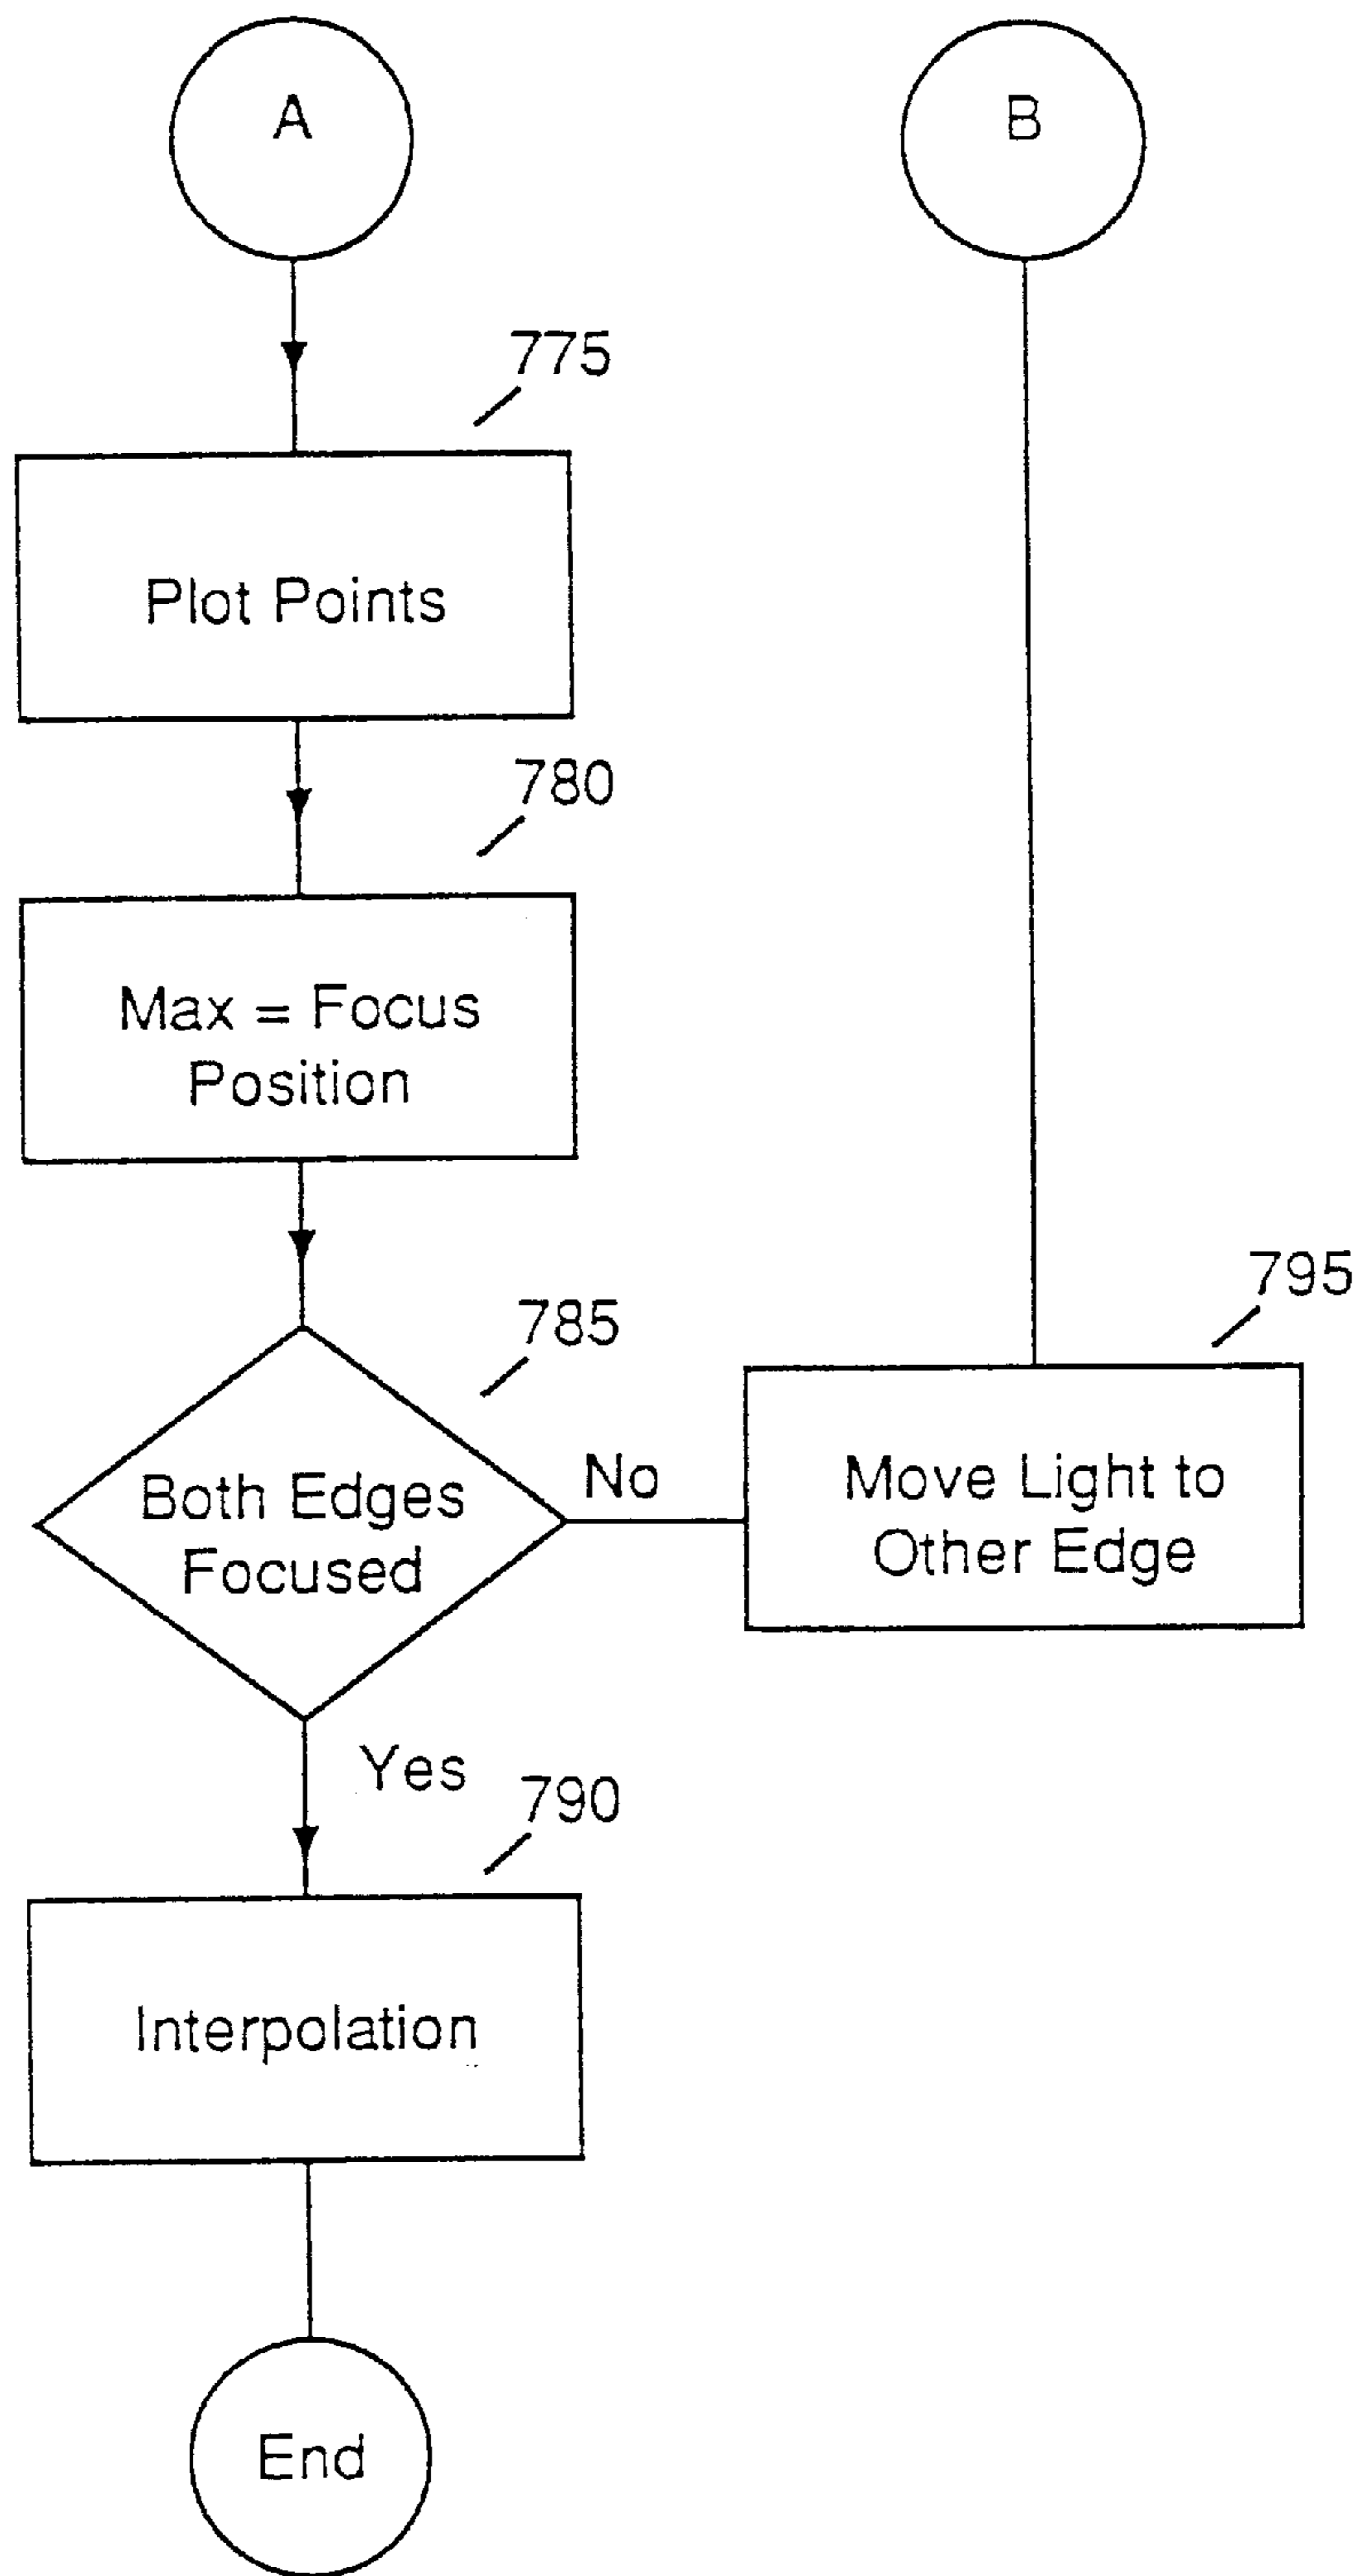 A
B
775
Plot Points
780
Max = Focus
Position
785
Both Edges
Focused
No
795
Move Light to
Other Edge
Yes
790
Interpolation
End